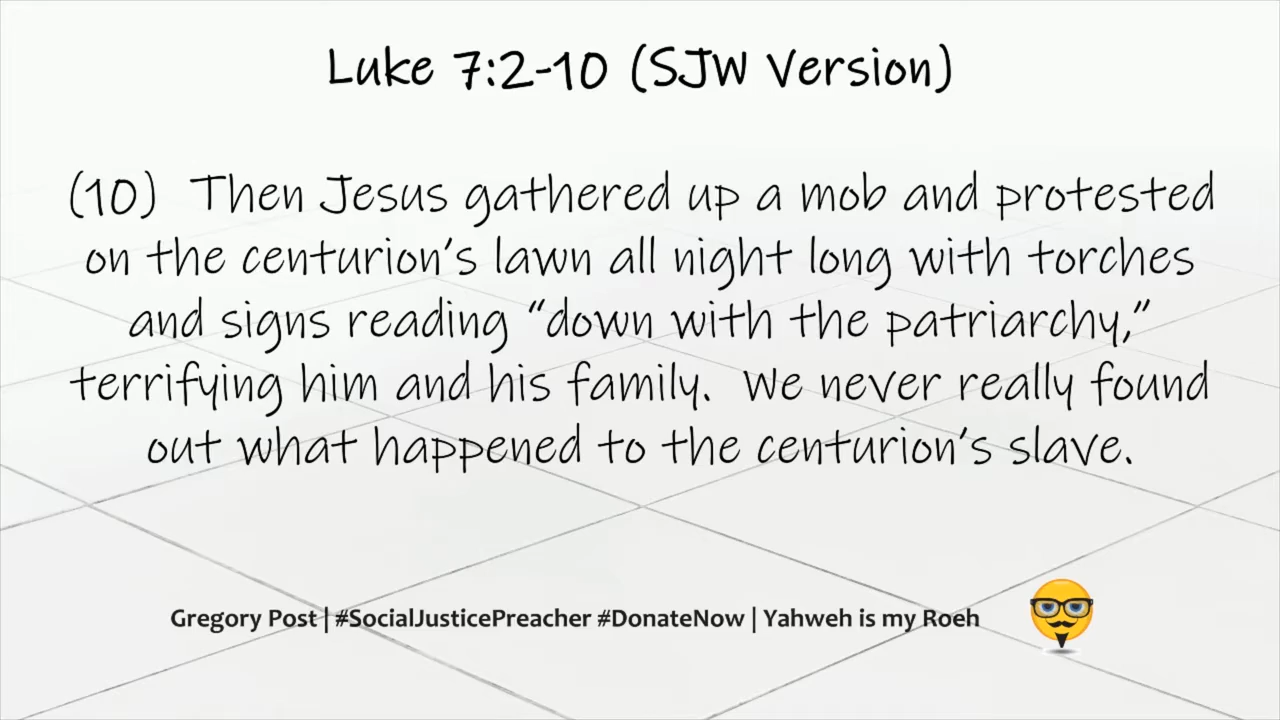 Luke 7:2-10 (SJW Version)
(10)  Then Jesus gathered up a mob and protested
on the centurion's lawn all night long with torches
and signs reading “down with the patriarchy,”
terrifying him and his family.  We never really found
out what happened to the centurion's slave.
Gregory Post | #SocialJusticePreacher #DonateNow | Yahweh is my Roeh